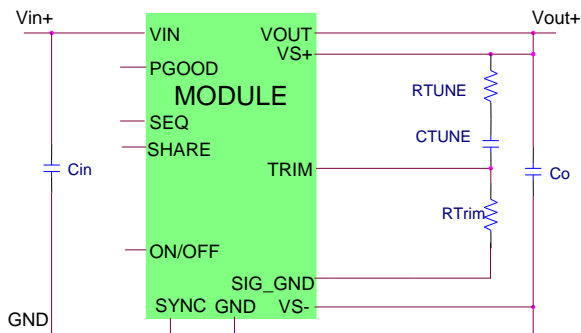 Vin+
Vout+
VIN
VOUT
VS+
PGOOD
RTUNE
MODULE
SEQ
CTUNE
SHARE
Cin
TRIM
Co
RTrim
ON/OFF
SIG_GND
GND
SYNC
GND
VS-